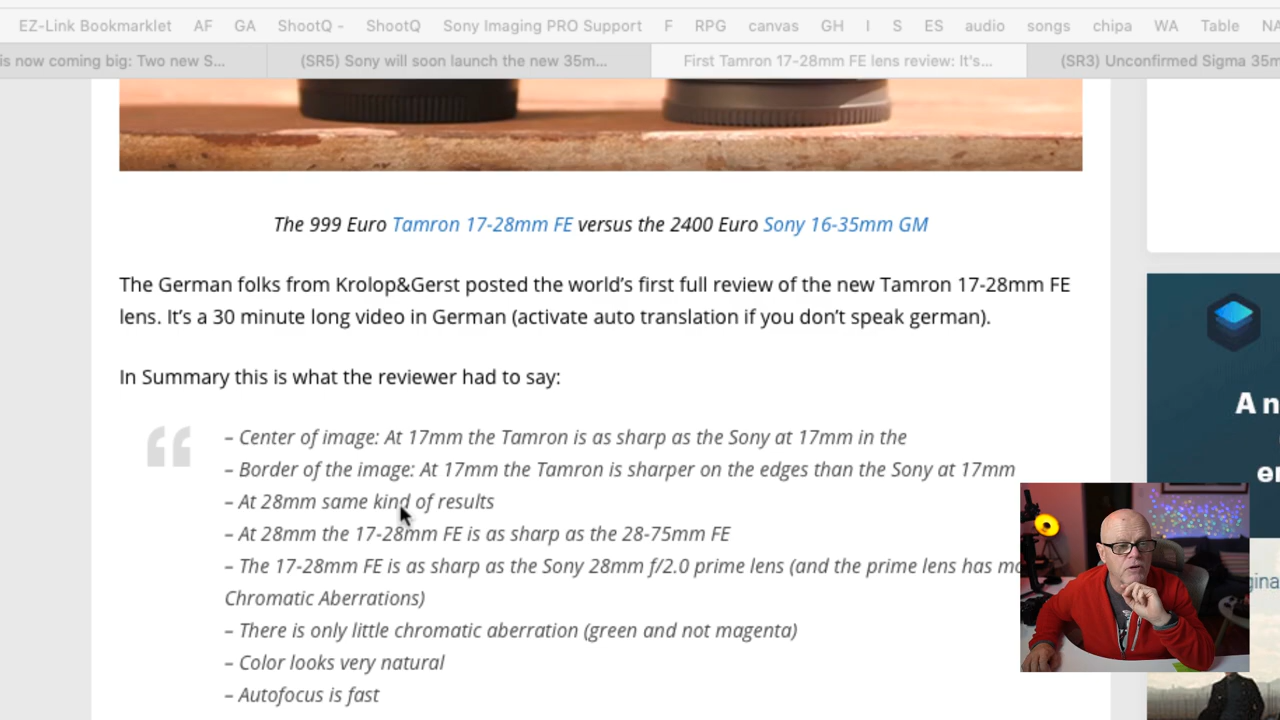 EZ-Link Bookmarklet AF GA ShootQ - ShootQ Sony Imaging PRO Support F RPG canvas GH I S ES audio songs chipa WA Table NA
is now coming big: Two new S... (SR5) Sony will soon launch the new 35m... First Tamron 17-28mm FE lens review: It's... (SR3) Unconfirmed Sigma 35m
The 999 Euro Tamron 17-28mm FE versus the 2400 Euro Sony 16-35mm GM
The German folks from Krolop&Gerst posted the world's first full review of the new Tamron 17-28mm FE
lens. It's a 30 minute long video in German (activate auto translation if you don't speak german).
In Summary this is what the reviewer had to say:
– Center of image: At 17mm the Tamron is as sharp as the Sony at 17mm in the
– Border of the image: At 17mm the Tamron is sharper on the edges than the Sony at 17mm
– At 28mm same kind of results
– At 28mm the 17-28mm FE is as sharp as the 28-75mm FE
– The 17-28mm FE is as sharp as the Sony 28mm f/2.0 prime lens (and the prime lens has
Chromatic Aberrations)
– There is only little chromatic aberration (green and not magenta)
– Color looks very natural
– Autofocus is fast
A n